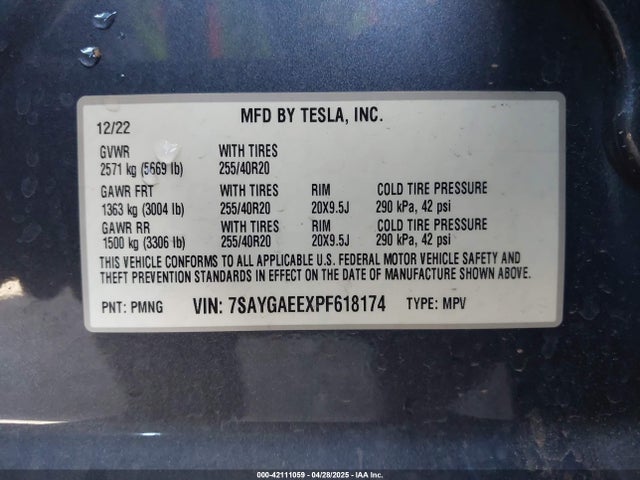 MFD BY TESLA, INC.
12/22
GVWR WITH TIRES
2571 kg (5669 lb) 255/40R20
GAWR FRT WITH TIRES RIM COLD TIRE PRESSURE
1363 kg (3004 lb) 255/40R20 20X9.5J 290 kPa, 42 psi
GAWR RR WITH TIRES RIM COLD TIRE PRESSURE
1500 kg (3306 lb) 255/40R20 20X9.5J 290 kPa, 42 psi
THIS VEHICLE CONFORMS TO ALL APPLICABLE U.S. FEDERAL MOTOR VEHICLE SAFETY AND
THEFT PREVENTION STANDARDS IN EFFECT ON THE DATE OF MANUFACTURE SHOWN ABOVE.
PNT: PMNG VIN: 7SAYGAEEXPF618174 TYPE: MPV
000-42111059 - 04/28/2025 - IAA Inc.